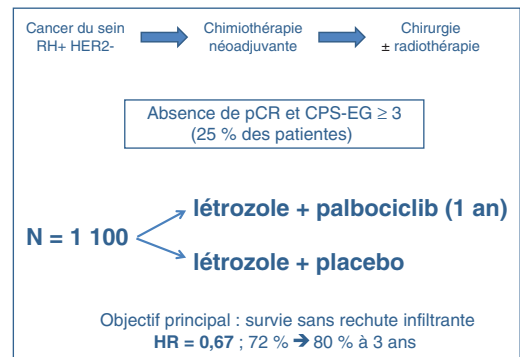 Cancer du sein
RH+ HER2-
Chimiothérapie
néoadjuvante
Chirurgie
± radiothérapie
Absence de pCR et CPS-EG ≥ 3
(25 % des patientes)
N = 1 100
létrozole + palbociclib (1 an)
létrozole + placebo
Objectif principal : survie sans rechute infiltrante
HR = 0,67 ; 72 % ➔ 80 % à 3 ans